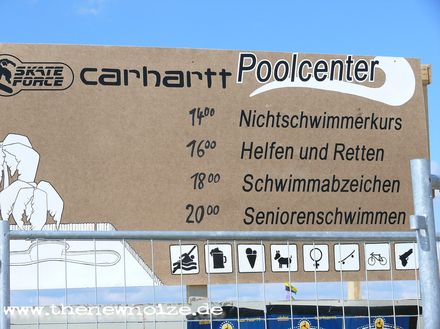 SKATE
FORCE
carhartt Poolcenter
14⁰⁰ Nichtschwimmerkurs
16⁰⁰ Helfen und Retten
18⁰⁰ Schwimmabzeichen
20⁰⁰ Seniorenschwimmen
www.thenewnoize.de